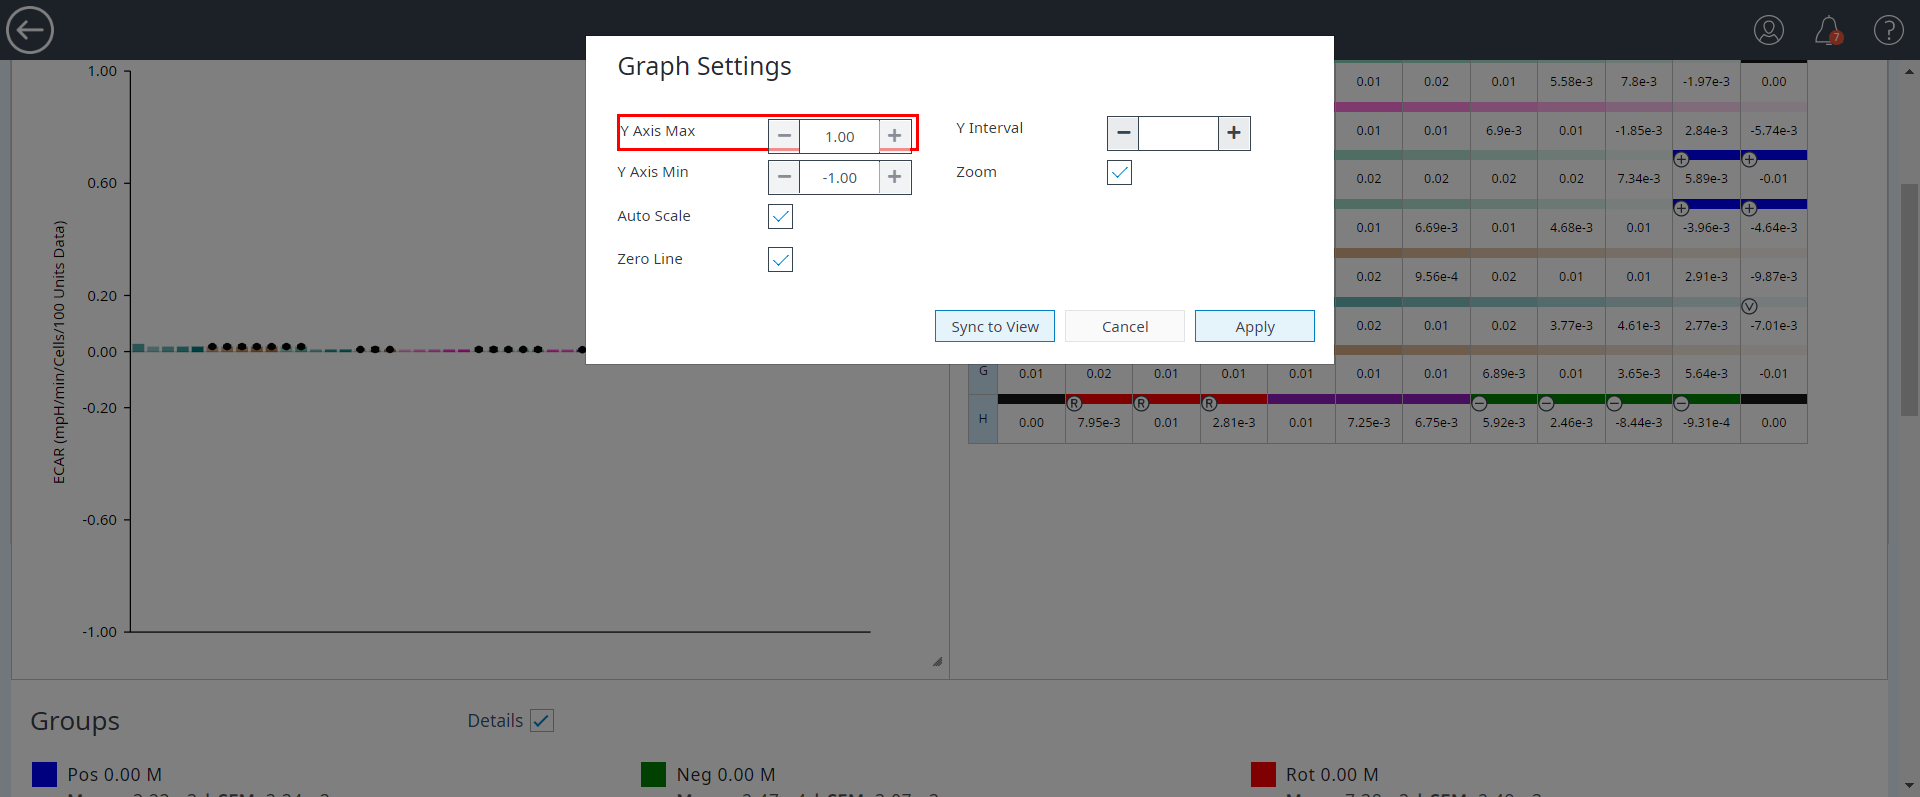 7
Graph Settings
Y Axis Max − 1.00 + Y Interval − +
Y Axis Min − -1.00 + Zoom
Auto Scale
Zero Line
Sync to View Cancel Apply
1.00
0.60
0.20
0.00
-0.20
-0.60
-1.00
ECAR (mpH/min/Cells/100 Units Data)
0.01 0.02 0.01 5.58e-3 7.8e-3 -1.97e-3 0.00
0.01 0.01 6.9e-3 0.01 -1.85e-3 2.84e-3 -5.74e-3
0.02 0.02 0.02 0.02 7.34e-3 5.89e-3 -0.01
0.01 6.69e-3 0.01 4.68e-3 0.01 -3.96e-3 -4.64e-3
0.02 9.56e-4 0.02 0.01 0.01 2.91e-3 -9.87e-3
V
0.02 0.01 0.02 3.77e-3 4.61e-3 2.77e-3 -7.01e-3
G 0.01 0.02 0.01 0.01 0.01 0.01 0.01 6.89e-3 0.01 3.65e-3 5.64e-3 -0.01
R R R
H 0.00 7.95e-3 0.01 2.81e-3 0.01 7.25e-3 6.75e-3 5.92e-3 2.46e-3 -8.44e-3 -9.31e-4 0.00
Groups Details
Pos 0.00 M Neg 0.00 M Rot 0.00 M